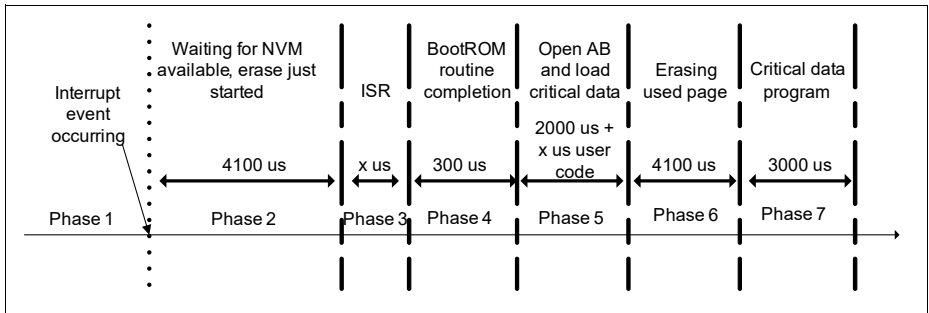 Interrupt
event
occurring
Waiting for NVM
available, erase just
started
ISR
BootROM
routine
completion
Open AB
and load
critical data
Erasing
used page
Critical data
program
4100 us
x us
300 us
2000 us +
x us user
code
4100 us
3000 us
Phase 1
Phase 2
Phase 3
Phase 4
Phase 5
Phase 6
Phase 7